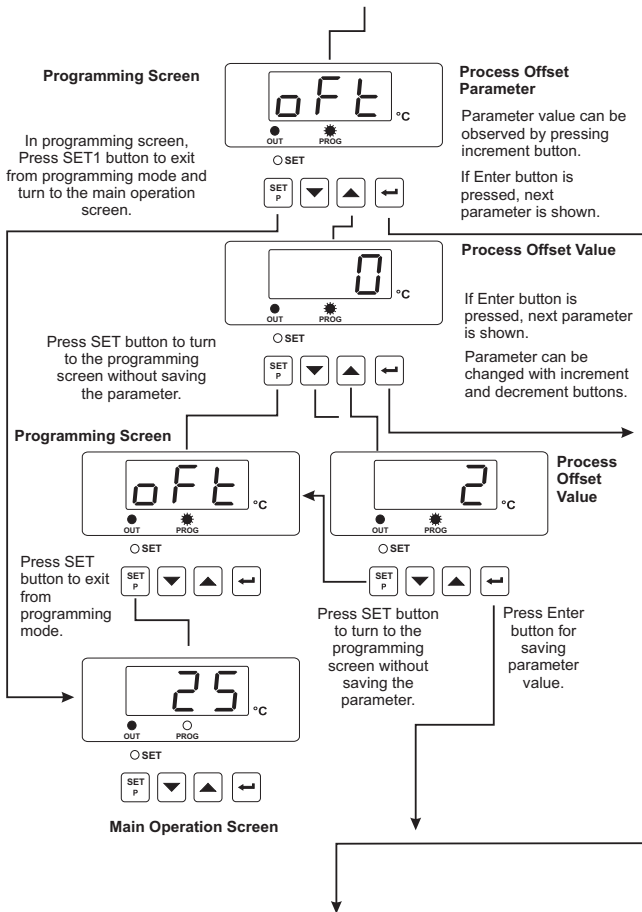 Programming Screen
In programming screen,
Press SET1 button to exit
from programming mode and
turn to the main operation
screen.
oFt
°C
OUT
PROG
SET
SET
P
Process Offset
Parameter
Parameter value can be
observed by pressing
increment button.
If Enter button is
pressed, next
parameter is shown.
0
°C
OUT
PROG
SET
SET
P
Process Offset Value
If Enter button is
pressed, next parameter
is shown.
Parameter can be
changed with increment
and decrement buttons.
Press SET button to turn
to the programming
screen without saving
the parameter.
Programming Screen
oFt
°C
OUT
PROG
SET
SET
P
Press SET
button to exit
from
programming
mode.
2
°C
OUT
PROG
SET
SET
P
Process
Offset
Value
Press SET button
to turn to the
programming
screen without
saving the
parameter.
Press Enter
button for
saving
parameter
value.
25
°C
OUT
PROG
SET
SET
P
Main Operation Screen